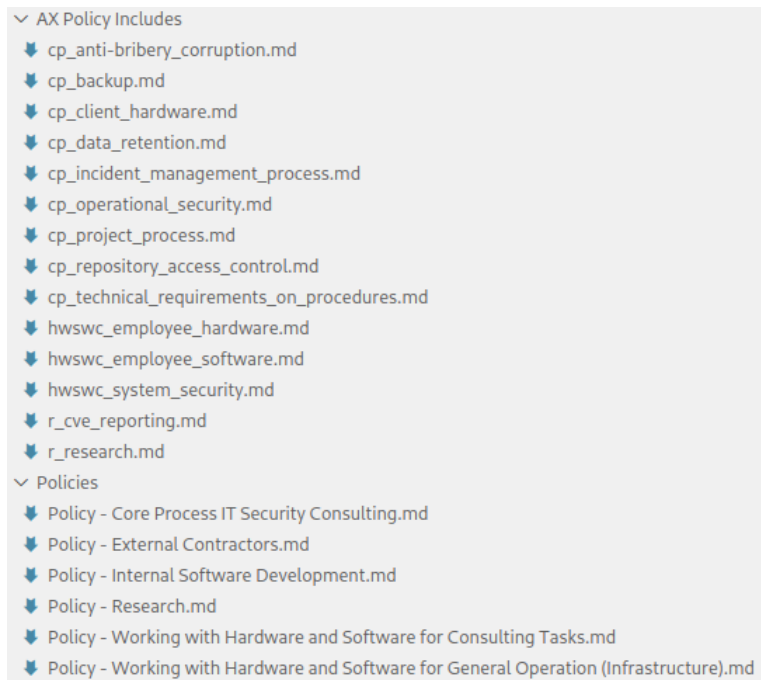 AX Policy Includes
cp_anti-bribery_corruption.md
cp_backup.md
cp_client_hardware.md
cp_data_retention.md
cp_incident_management_process.md
cp_operational_security.md
cp_project_process.md
cp_repository_access_control.md
cp_technical_requirements_on_procedures.md
hwswc_employee_hardware.md
hwswc_employee_software.md
hwswc_system_security.md
r_cve_reporting.md
r_research.md
Policies
Policy - Core Process IT Security Consulting.md
Policy - External Contractors.md
Policy - Internal Software Development.md
Policy - Research.md
Policy - Working with Hardware and Software for Consulting Tasks.md
Policy - Working with Hardware and Software for General Operation (Infrastructure).md